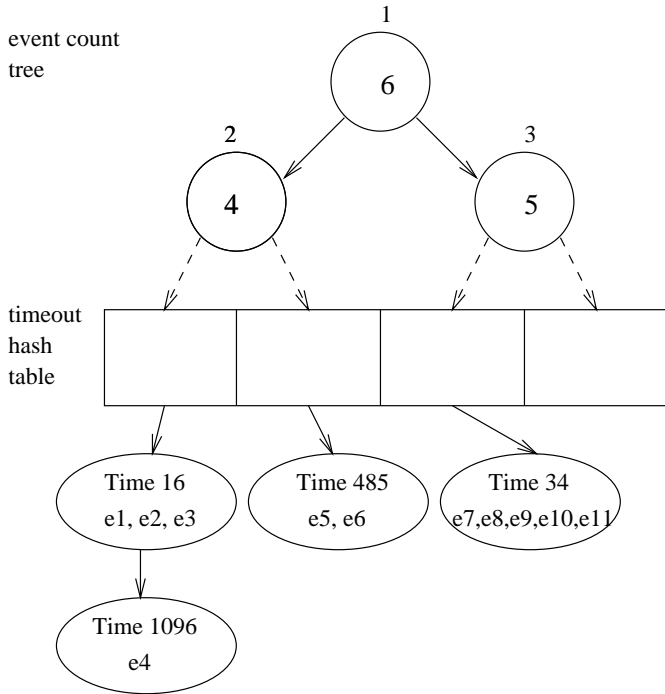 1
event count
tree
6
2
3
4
5
timeout
hash
table
Time 16
e1, e2, e3
Time 485
e5, e6
Time 34
e7,e8,e9,e10,e11
Time 1096
e4